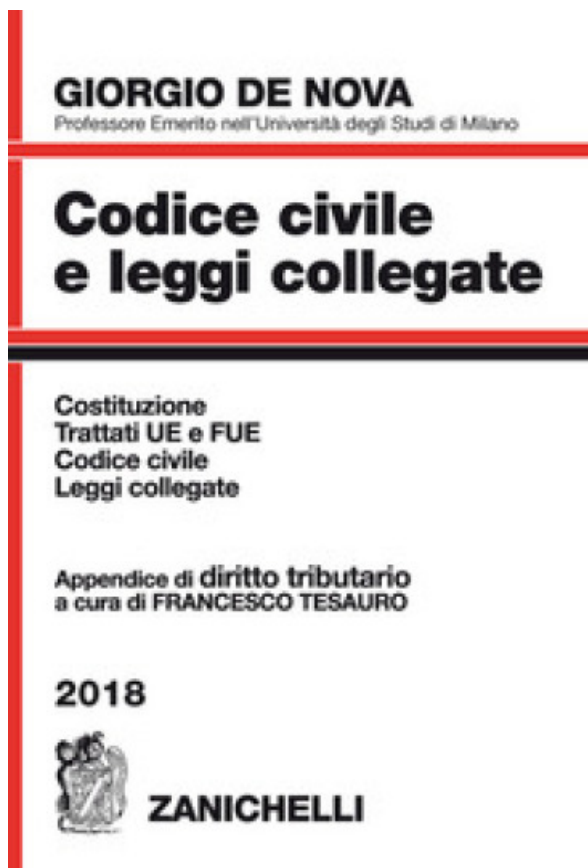 GIORGIO DE NOVA
Professore Emerito nell'Università degli Studi di Milano
Codice civile
e leggi collegate
Costituzione
Trattati UE e FUE
Codice civile
Leggi collegate
Appendice di diritto tributario
a cura di FRANCESCO TESAURO
2018
ZANICHELLI